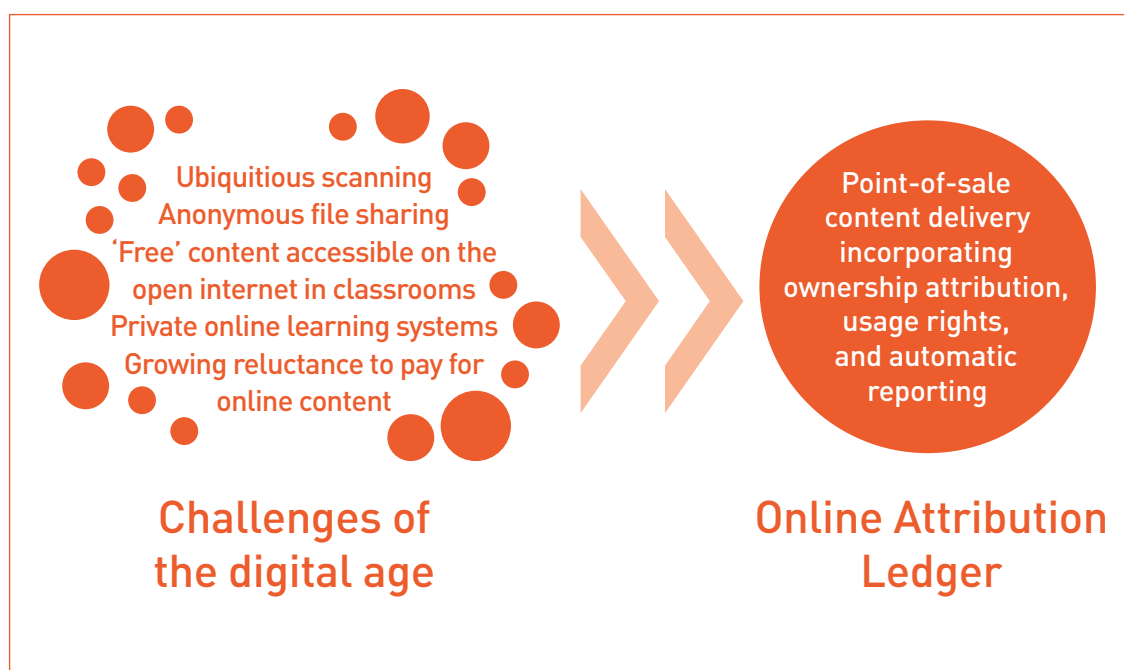 Ubiquitious scanning
Anonymous file sharing
‘Free’ content accessible on the
open internet in classrooms
Private online learning systems
Growing reluctance to pay for
online content
Challenges of
the digital age
Point-of-sale
content delivery
incorporating
ownership attribution,
usage rights,
and automatic
reporting
Online Attribution
Ledger